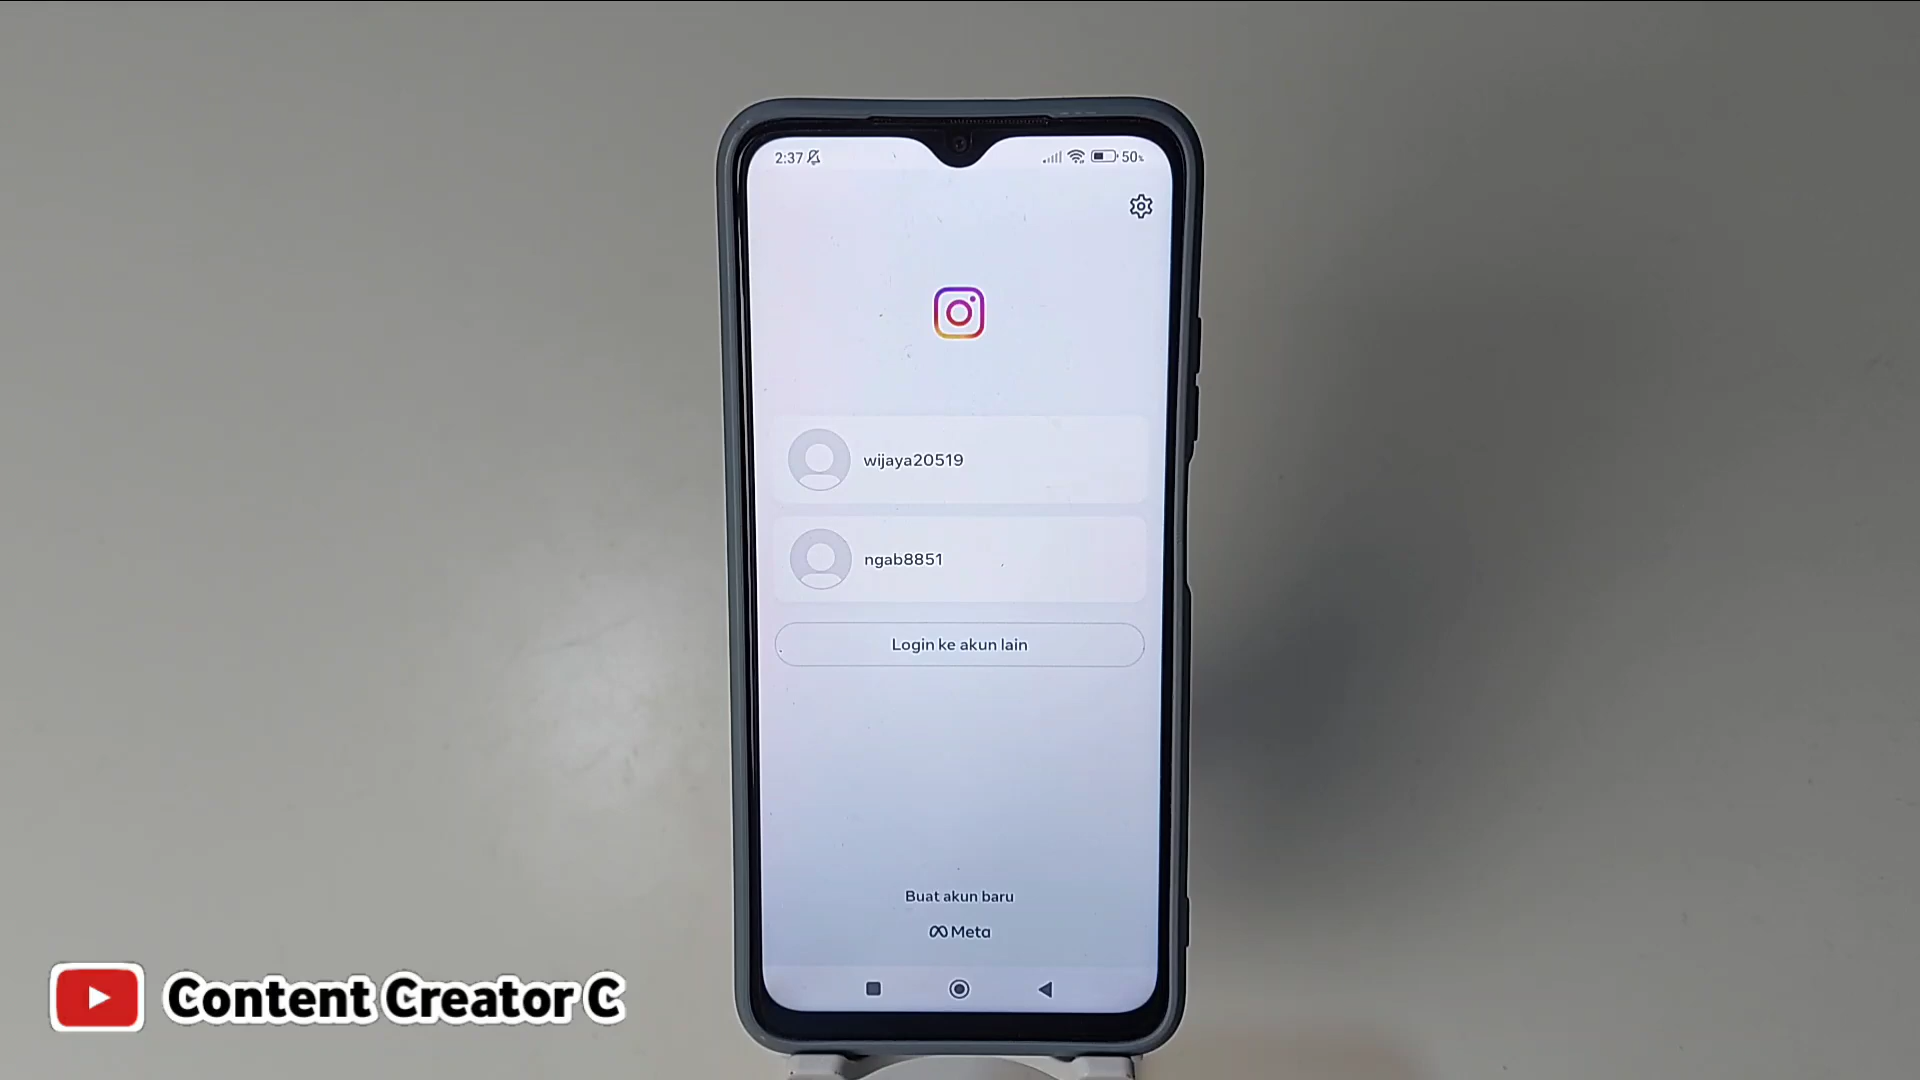 2:37
50%
wijaya20519
ngab8851
Login ke akun lain
Buat akun baru
Meta
Content Creator C